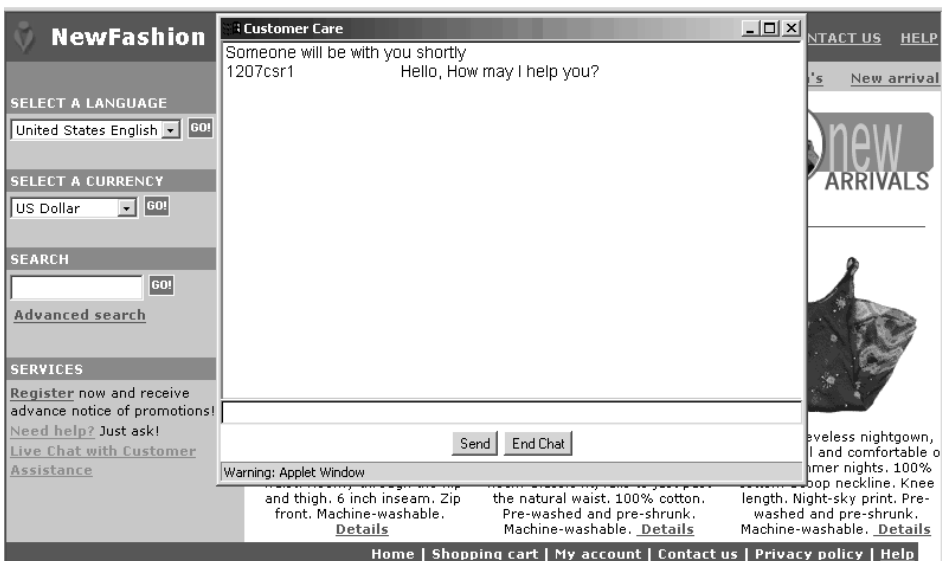 NewFashion
NTACT US HELP
n's New arrival
SELECT A LANGUAGE
United States English GO!
SELECT A CURRENCY
US Dollar GO!
SEARCH
GO!
Advanced search
SERVICES
Register now and receive
advance notice of promotions!
Need help? Just ask!
Live Chat with Customer
Assistance
Customer Care
Someone will be with you shortly
1207csr1 Hello, How may I help you?
Send End Chat
Warning: Applet Window
new
ARRIVALS
and thigh. 6 inch inseam. Zip
front. Machine-washable.
Details
the natural waist. 100% cotton.
Pre-washed and pre-shrunk.
Machine-washable. Details
eveless nightgown,
l and comfortable o
mer nights. 100%
oop neckline. Knee
length. Night-sky print. Pre-
washed and pre-shrunk.
Machine-washable. Details
Home | Shopping cart | My account | Contact us | Privacy policy | Help